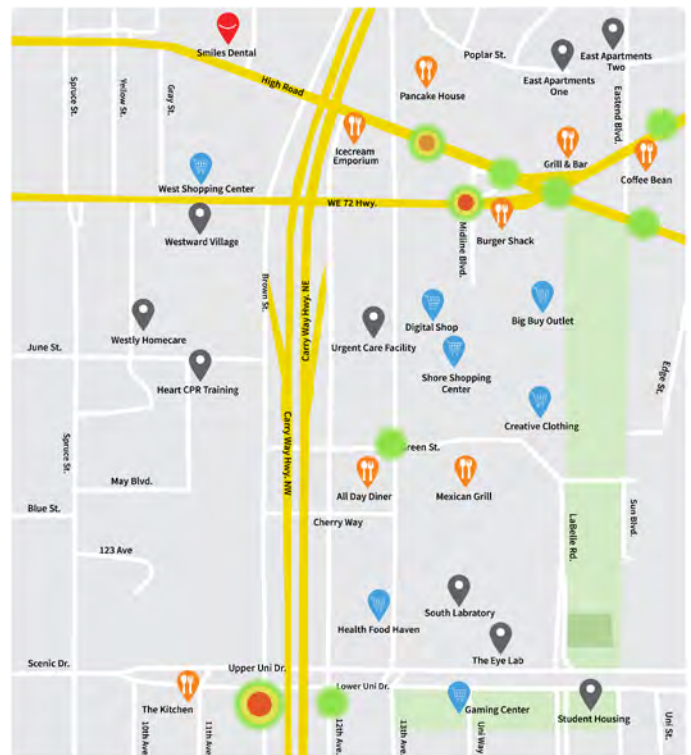 Smiles Dental
Poplar St.
East Apartments
Two
East Apartments
One
Spruce St.
Yellow St.
Gray St.
High Road
Pancake House
Eastend Blvd.
Icecream
Emporium
Grill & Bar
Coffee Bean
West Shopping Center
WE 72 Hwy.
Westward Village
Midline Blvd.
Burger Shack
Brown St.
Carry Way Hwy. NE
Digital Shop
Big Buy Outlet
Westly Homecare
Urgent Care Facility
June St.
Heart CPR Training
Shore Shopping
Center
Edge St.
Creative Clothing
Carry Way Hwy. NW
Spruce St.
Green St.
May Blvd.
All Day Diner
Mexican Grill
Blue St.
Cherry Way
LaBelle Rd.
Sun Blvd.
123 Ave
South Labratory
Health Food Haven
The Eye Lab
Scenic Dr.
Upper Uni Dr.
Lower Uni Dr.
The Kitchen
Gaming Center
Student Housing
10th Ave
11th Ave
12th Ave.
13th Ave.
Uni Way
Uni St.